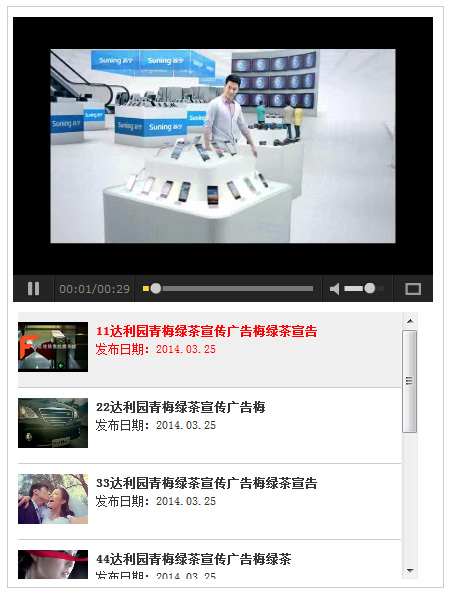 Suning 苏宁
Suning 苏宁
Suning 苏宁
Suning 苏宁
00:01/00:29
11达利园青梅绿茶宣传广告梅绿茶宣告
发布日期：2014.03.25
22达利园青梅绿茶宣传广告梅
发布日期：2014.03.25
33达利园青梅绿茶宣传广告梅绿茶宣告
发布日期：2014.03.25
44达利园青梅绿茶宣传广告梅绿茶
发布日期：2014.03.25